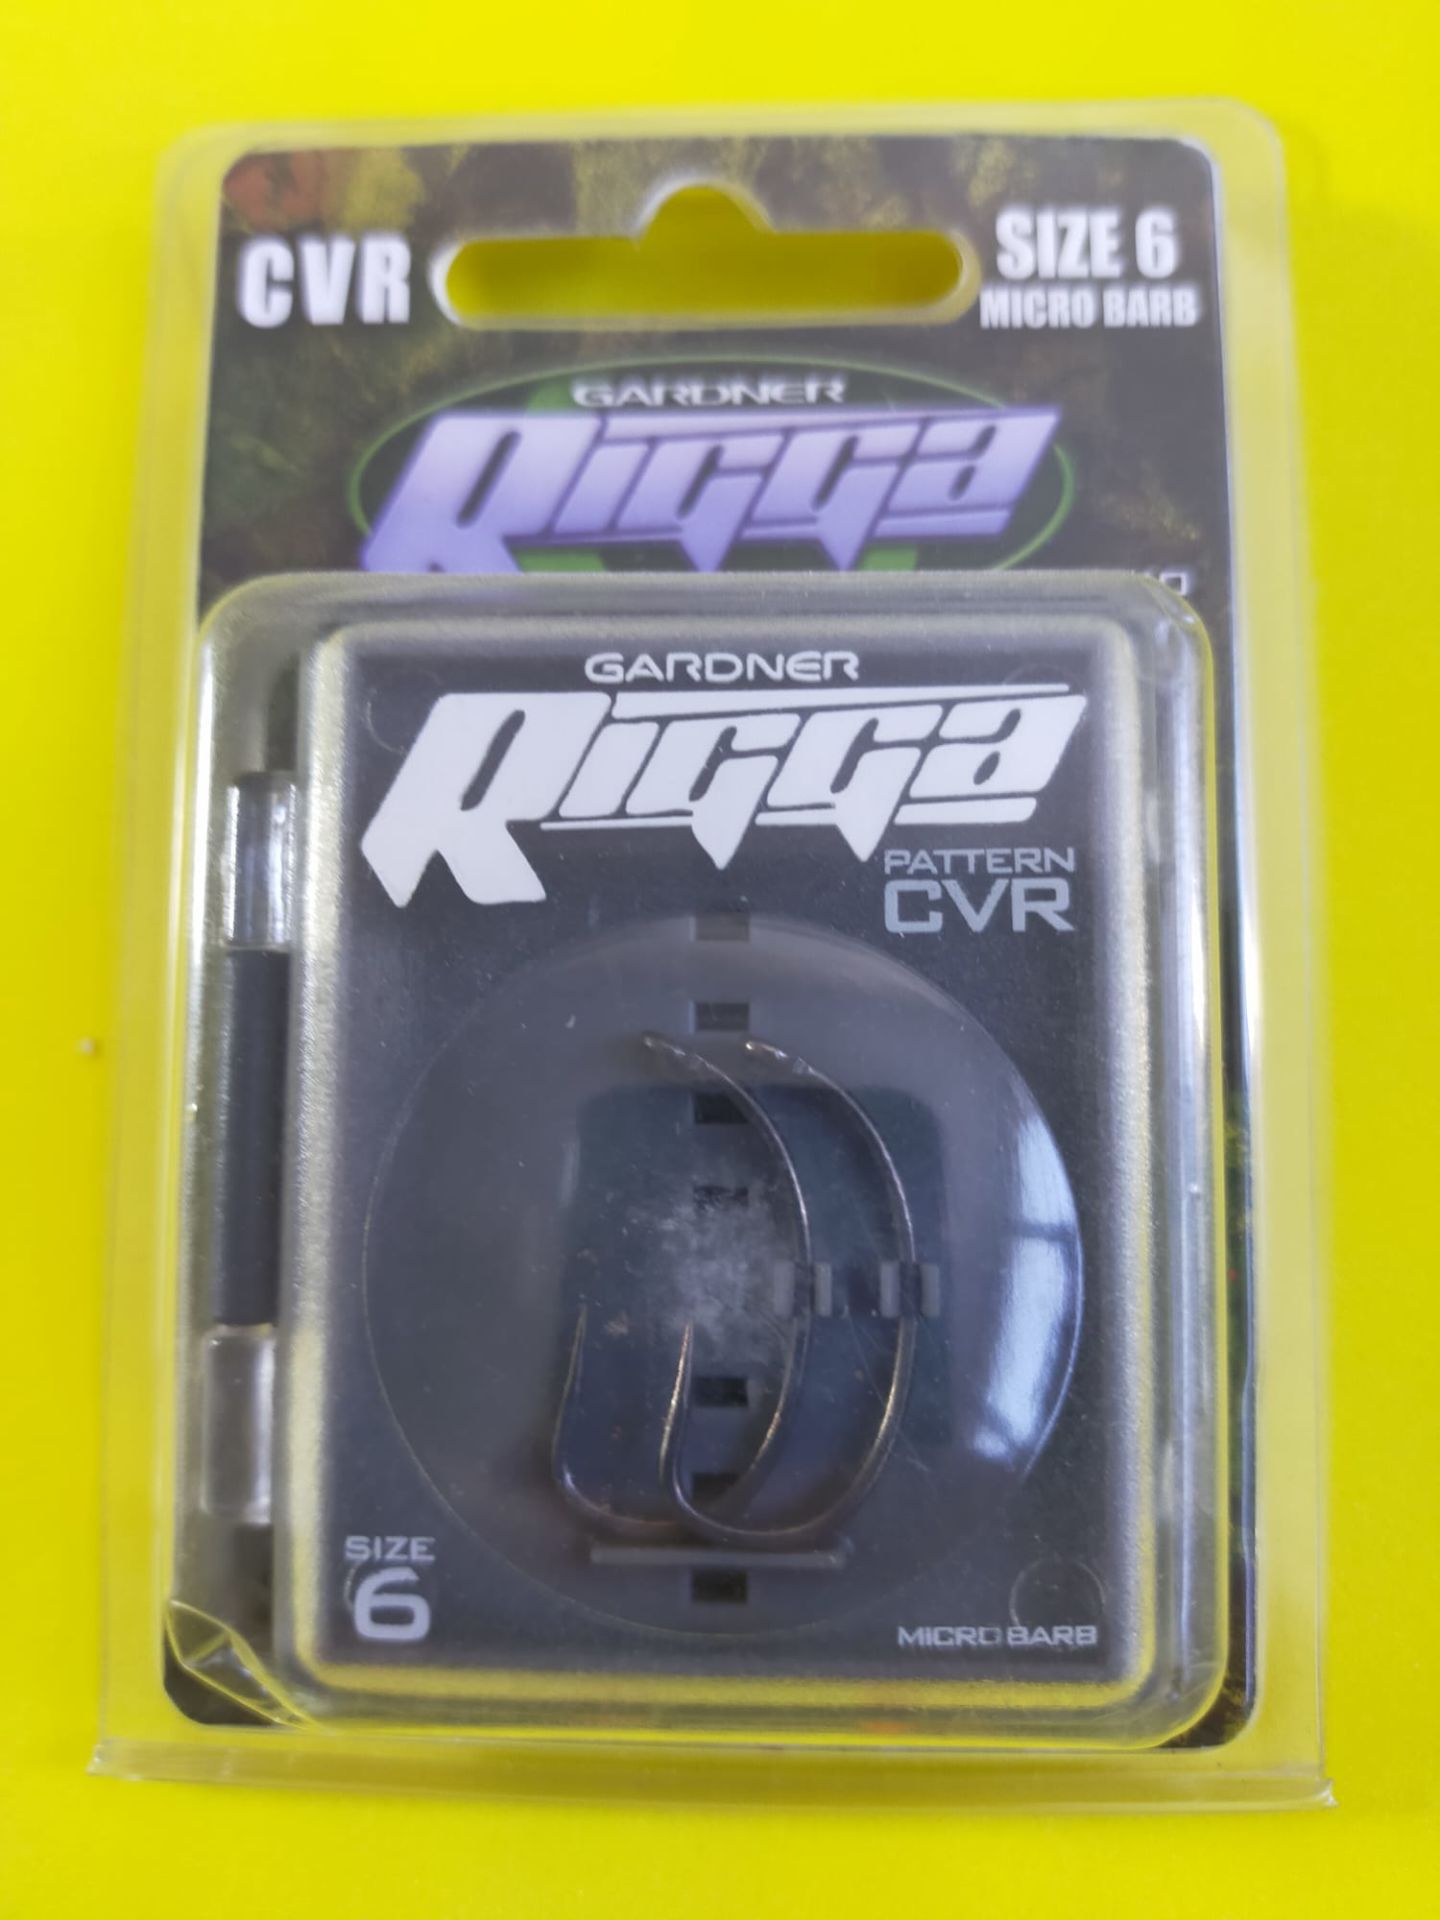 CVR
SIZE 6
MICRO BARB
GARDNER
Rigga
GARDNER
Rigga
PATTERN
CVR
SIZE
6
MICRO BARB